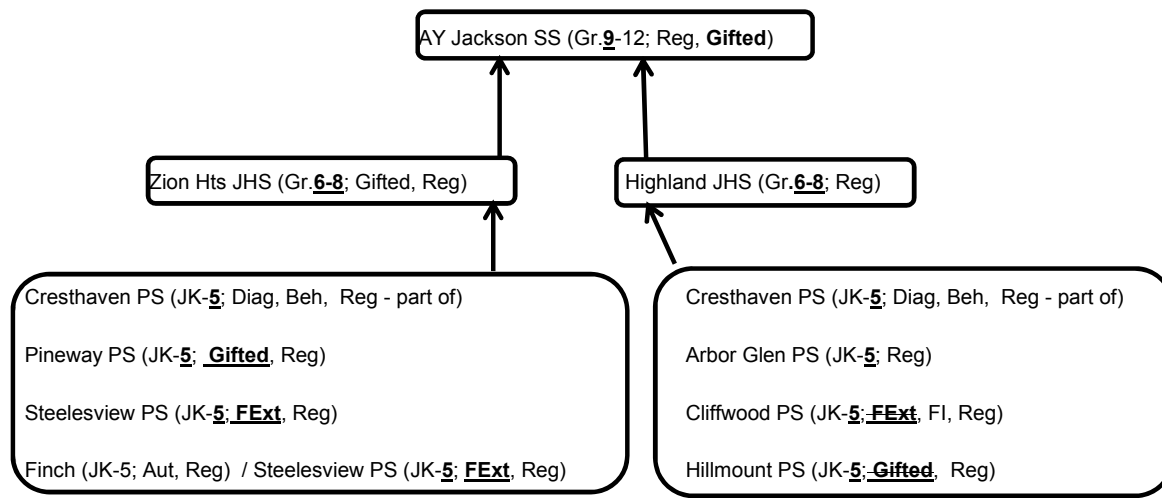 AY Jackson SS (Gr.9-12; Reg, Gifted)
Zion Hts JHS (Gr.6-8; Gifted, Reg)
Highland JHS (Gr.6-8; Reg)
Cresthaven PS (JK-5; Diag, Beh, Reg - part of)
Pineway PS (JK-5; Gifted, Reg)
Steelesview PS (JK-5; FExt, Reg)
Finch (JK-5; Aut, Reg) / Steelesview PS (JK-5; FExt, Reg)
Cresthaven PS (JK-5; Diag, Beh, Reg - part of)
Arbor Glen PS (JK-5; Reg)
Cliffwood PS (JK-5; FExt, FI, Reg)
Hillmount PS (JK-5; Gifted, Reg)